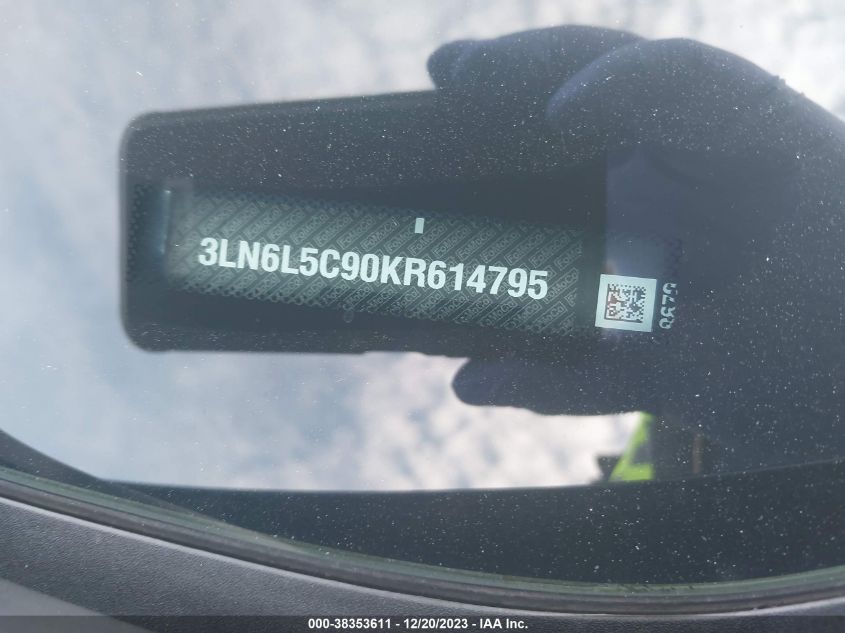 3LN6L5C90KR614795
000-38353611 - 12/20/2023 - IAA Inc.